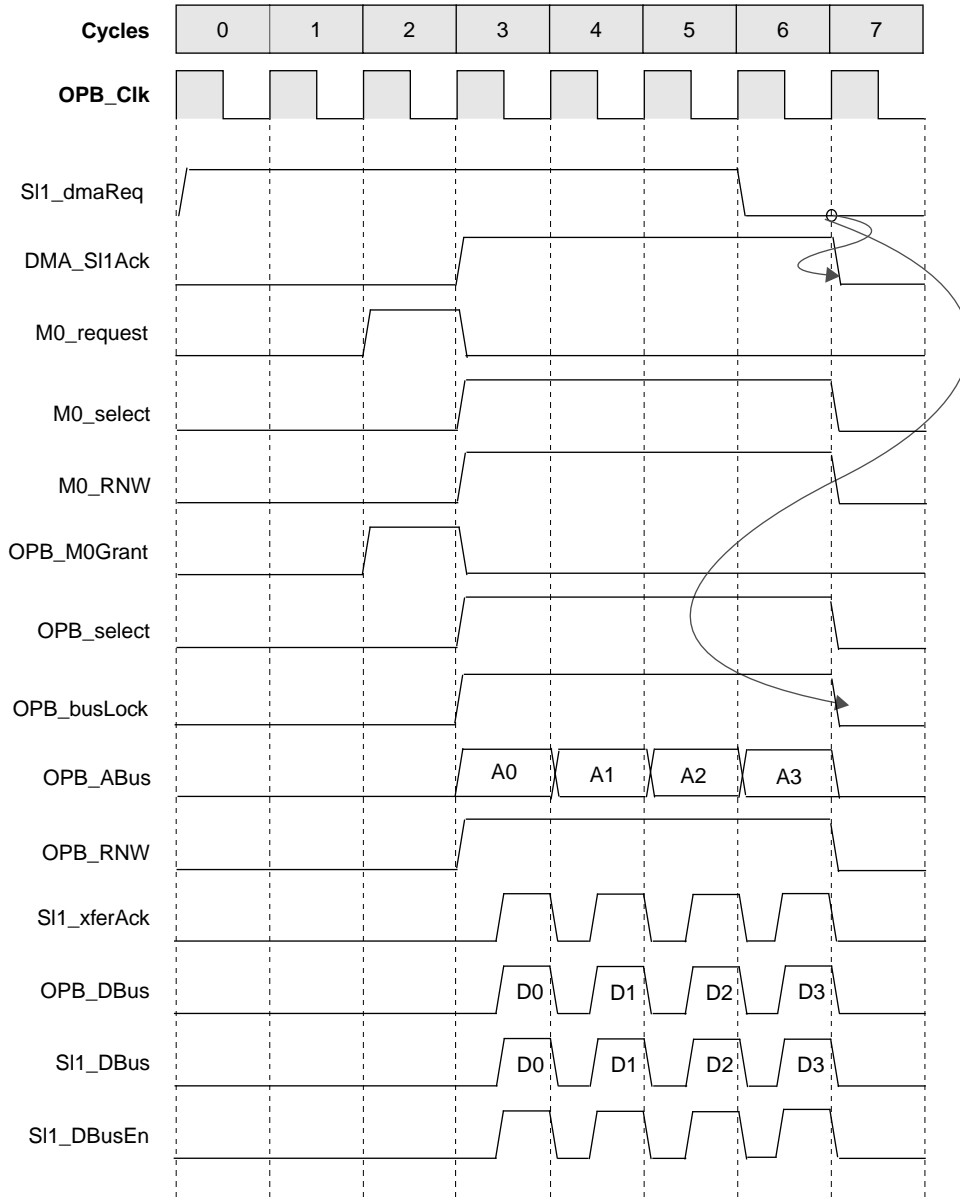 Cycles 0 1 2 3 4 5 6 7
OPB_Clk
Sl1_dmaReq
DMA_Sl1Ack
M0_request
M0_select
M0_RNW
OPB_M0Grant
OPB_select
OPB_busLock
OPB_ABus A0 A1 A2 A3
OPB_RNW
Sl1_xferAck
OPB_DBus D0 D1 D2 D3
Sl1_DBus D0 D1 D2 D3
Sl1_DBusEn